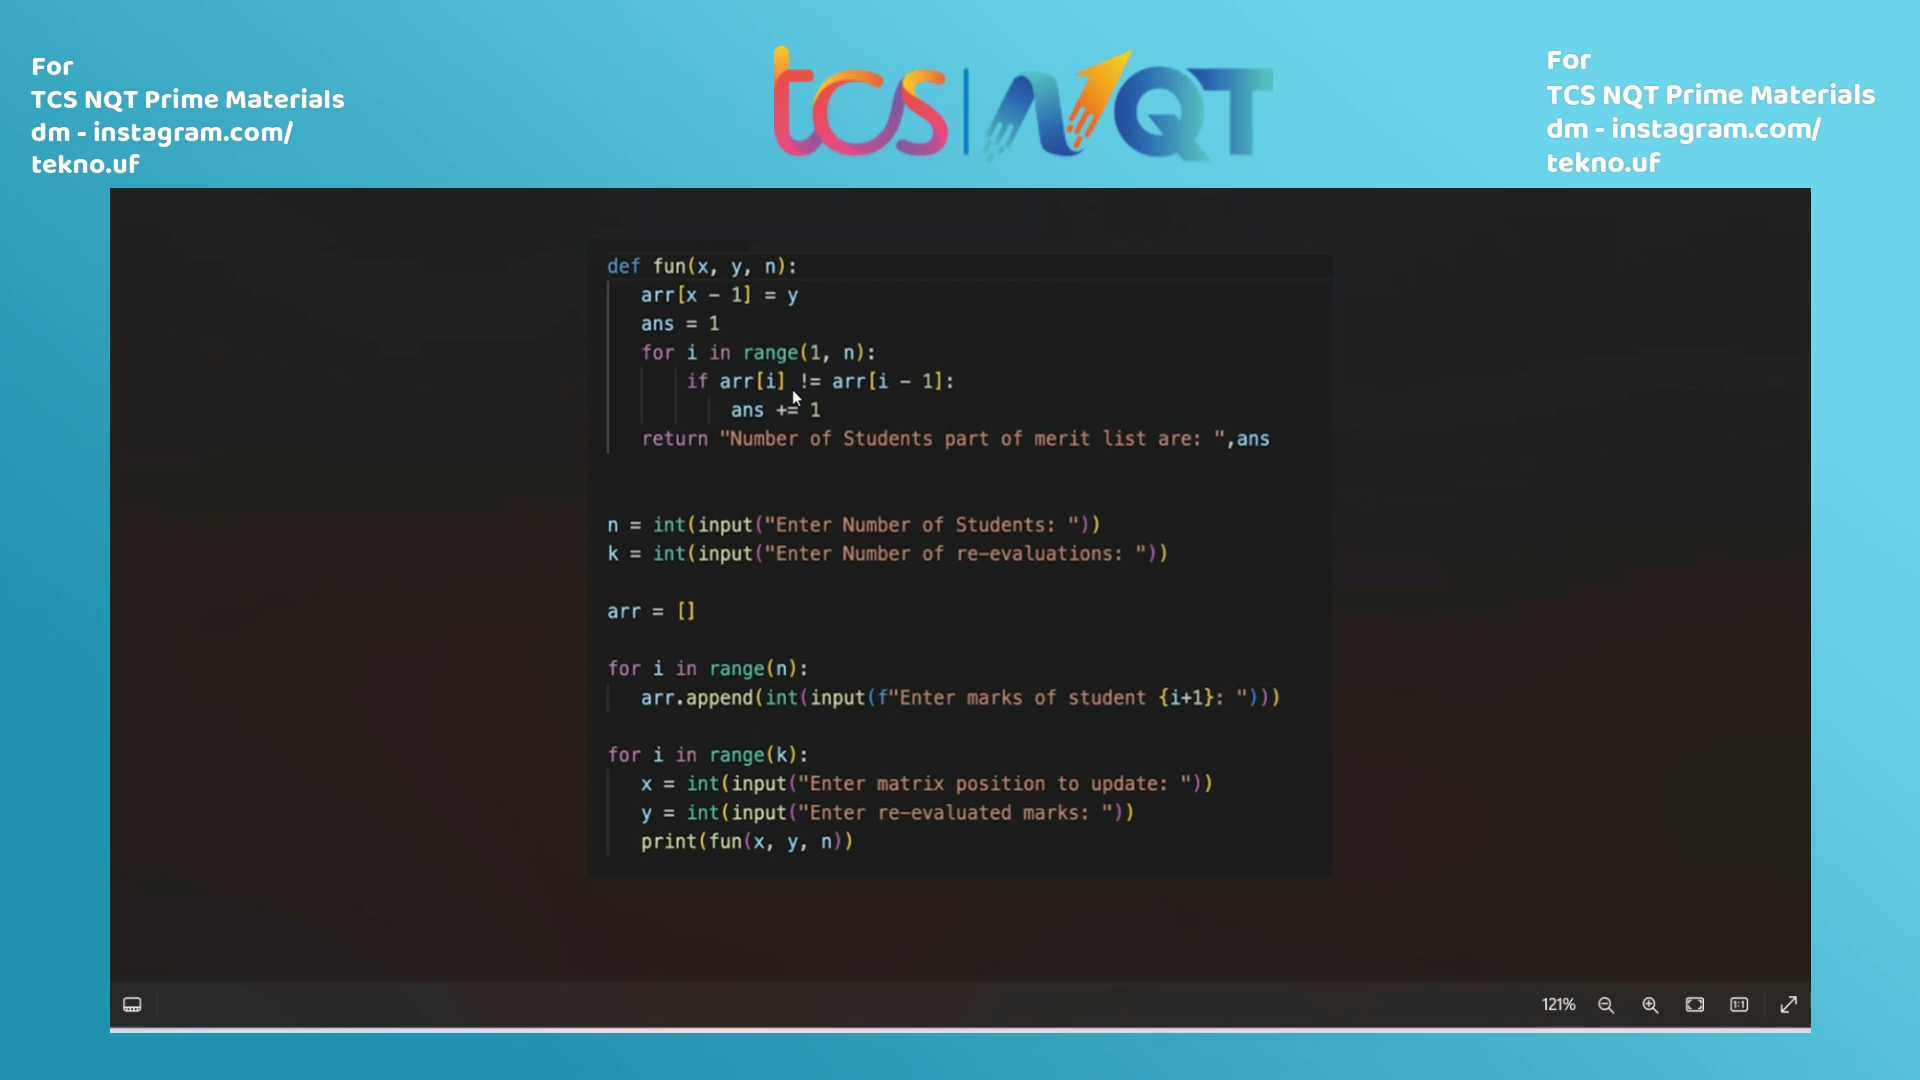 For
TCS NQT Prime Materials
dm - instagram.com/
tekno.uf
tcs | NQT
For
TCS NQT Prime Materials
dm - instagram.com/
tekno.uf
def fun(x, y, n):
arr[x - 1] = y
ans = 1
for i in range(1, n):
if arr[i] != arr[i - 1]:
ans += 1
return "Number of Students part of merit list are: ",ans
n = int(input("Enter Number of Students: "))
k = int(input("Enter Number of re-evaluations: "))
arr = []
for i in range(n):
arr.append(int(input(f"Enter marks of student {i+1}: ")))
for i in range(k):
x = int(input("Enter matrix position to update: "))
y = int(input("Enter re-evaluated marks: "))
print(fun(x, y, n))
121%
1:1